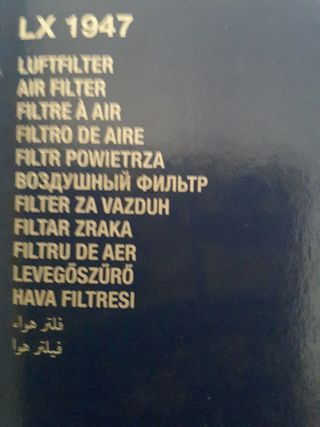 LX 1947
LUFTFILTER
AIR FILTER
FILTRE À AIR
FILTRO DE AIRE
FILTR POWIETRZA
ВОЗДУШНЫЙ ФИЛЬТР
FILTER ZA VAZDUH
FILTAR ZRAKA
FILTRU DE AER
LEVEGŐSZŰRŐ
HAVA FILTRESI
فلتر هواء
فيلتر هوا